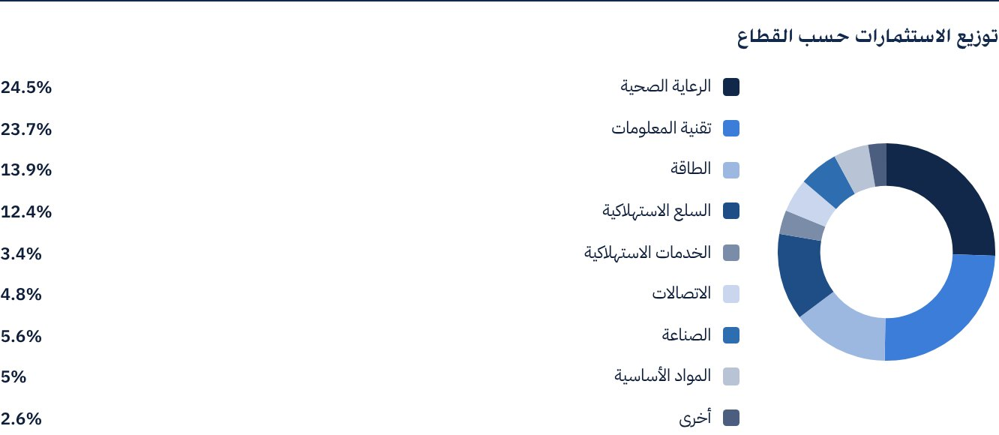 توزيع الاستثمارات حسب القطاع
الرعاية الصحية 24.5%
تقنية المعلومات 23.7%
الطاقة 13.9%
السلع الاستهلاكية 12.4%
الخدمات الاستهلاكية 3.4%
الاتصالات 4.8%
الصناعة 5.6%
المواد الأساسية 5%
أخرى 2.6%